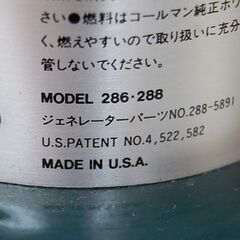 さい●燃料はコールマン純正ホワイ
く、燃えやすいので取り扱いに充分
管しないでください。
MODEL 286·288
ジェネレーターパーツNO.288-5891
U.S.PATENT NO.4,522,582
MADE IN U.S.A.